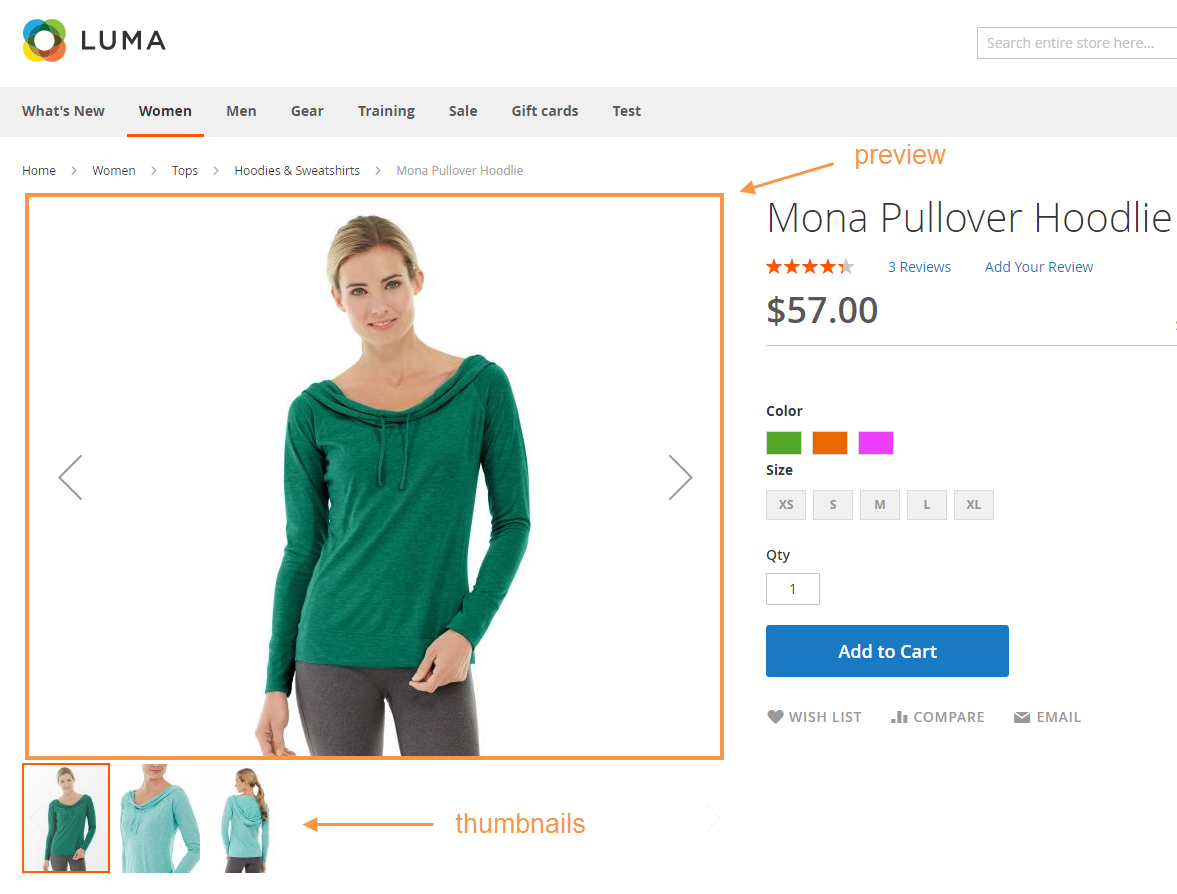 LUMA
Search entire store here...
What's New Women Men Gear Training Sale Gift cards Test
Home > Women > Tops > Hoodies & Sweatshirts > Mona Pullover Hoodlie
preview
Mona Pullover Hoodlie
3 Reviews Add Your Review
$57.00
Color
Size
XS S M L XL
Qty
1
Add to Cart
WISH LIST COMPARE EMAIL
thumbnails